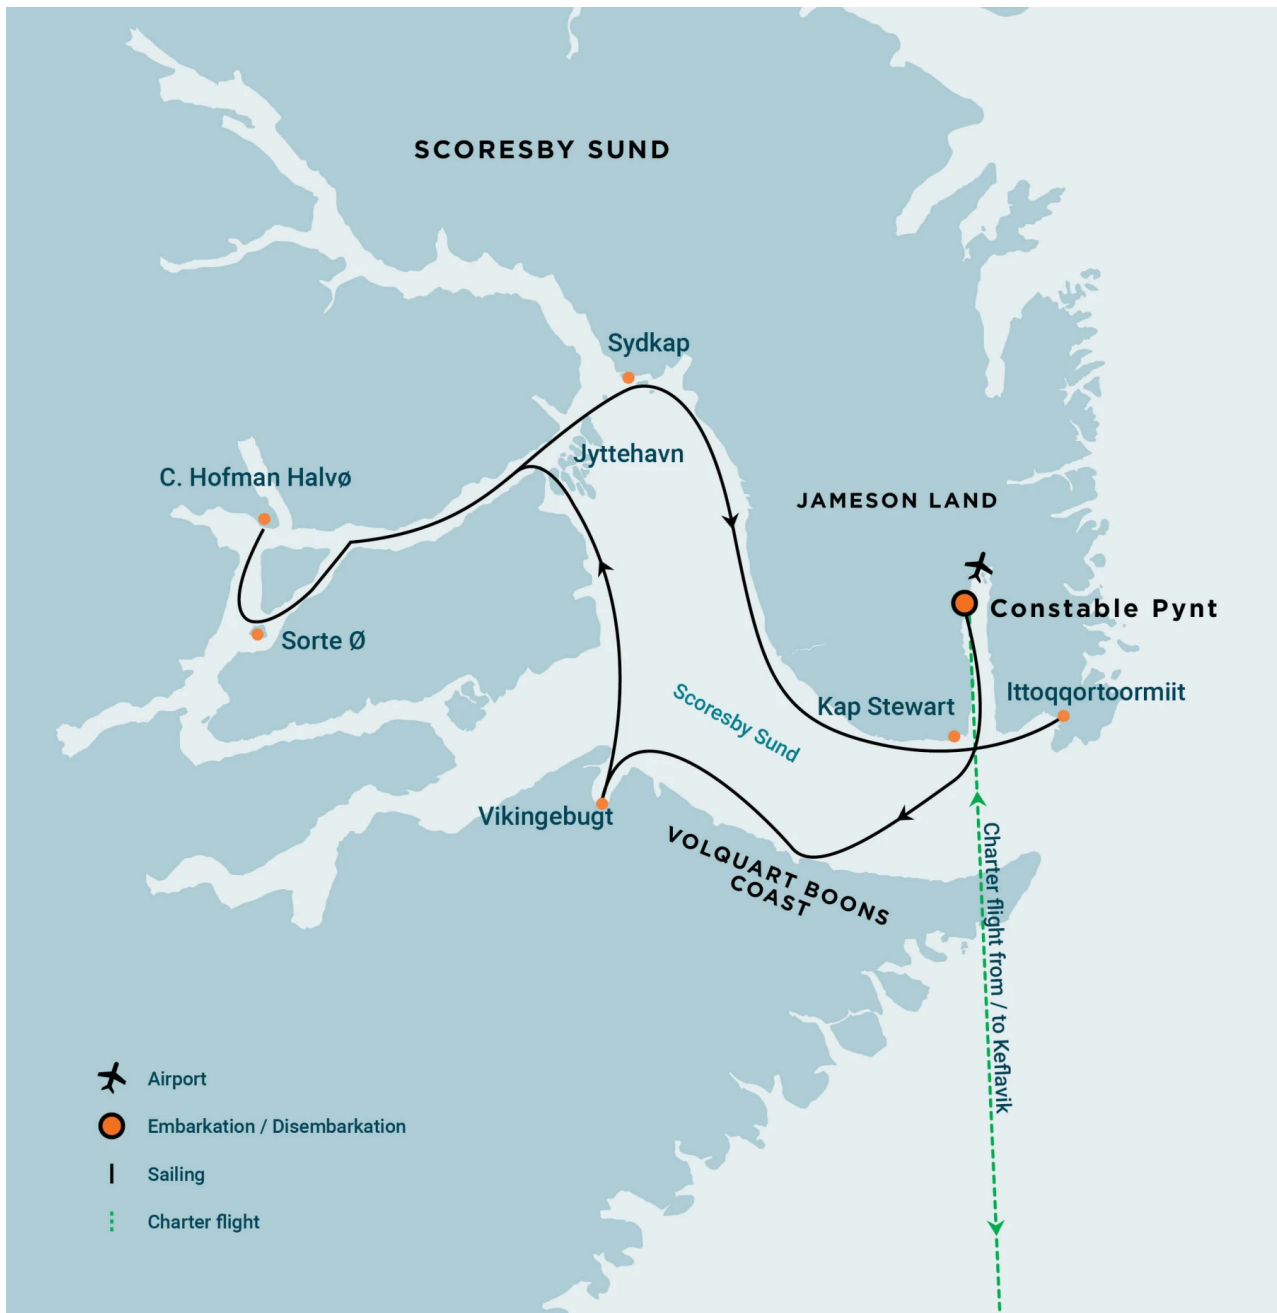 SCORESBY SUND
Sydkap
Jyttehavn
C. Hofman Halvø
JAMESON LAND
Constable Pynt
Sorte Ø
Ittoqqortoormiit
Kap Stewart
Scoresby Sund
Vikingebugt
VOLQUART BOONS
COAST
Charter flight from / to Keflavik
Airport
Embarkation / Disembarkation
Sailing
Charter flight